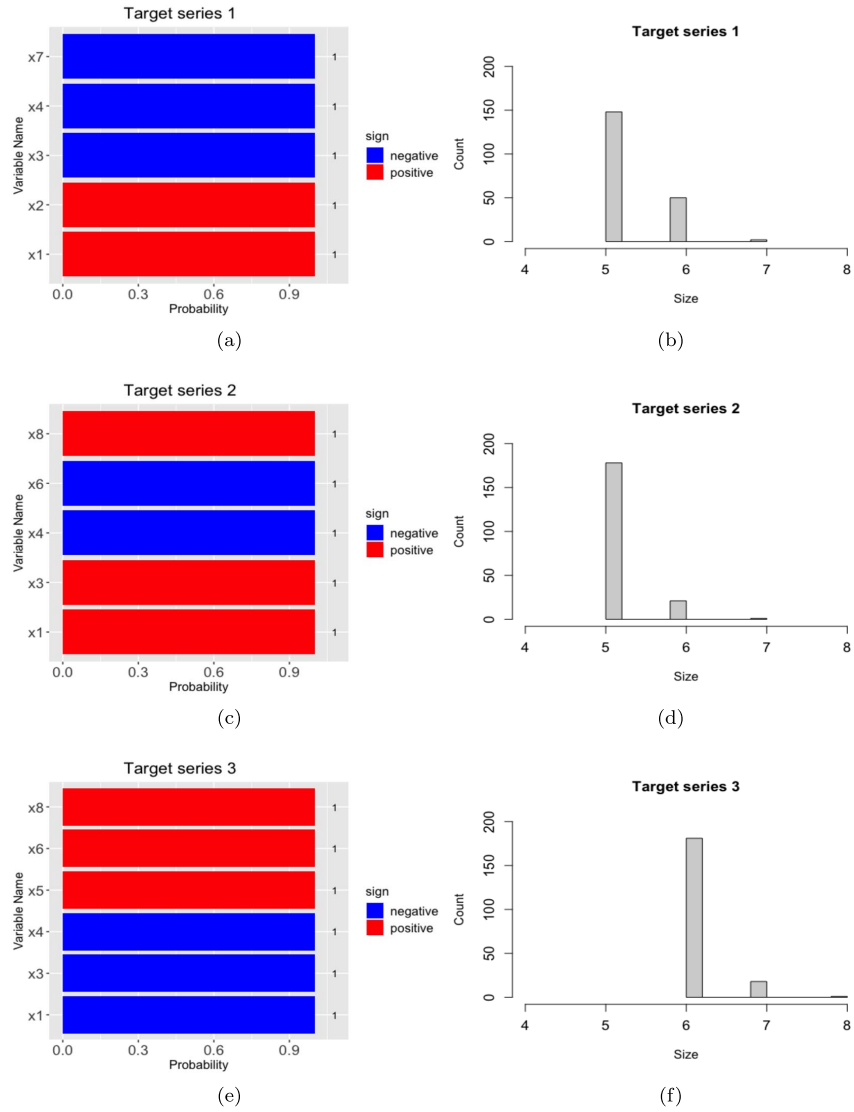 Target series 1
Variable Name
x7
1
x4
1
x3
1
x2
1
x1
1
0.0 0.3 0.6 0.9
Probability
sign
negative
positive
(a)
Target series 1
Count
200
150
100
50
0
4 5 6 7 8
Size
(b)
Target series 2
Variable Name
x8
1
x6
1
x4
1
x3
1
x1
1
0.0 0.3 0.6 0.9
Probability
sign
negative
positive
(c)
Target series 2
Count
200
150
100
50
0
4 5 6 7 8
Size
(d)
Target series 3
Variable Name
x8
1
x6
1
x5
1
x4
1
x3
1
x1
1
0.0 0.3 0.6 0.9
Probability
sign
negative
positive
(e)
Target series 3
Count
200
150
100
50
0
4 5 6 7 8
Size
(f)